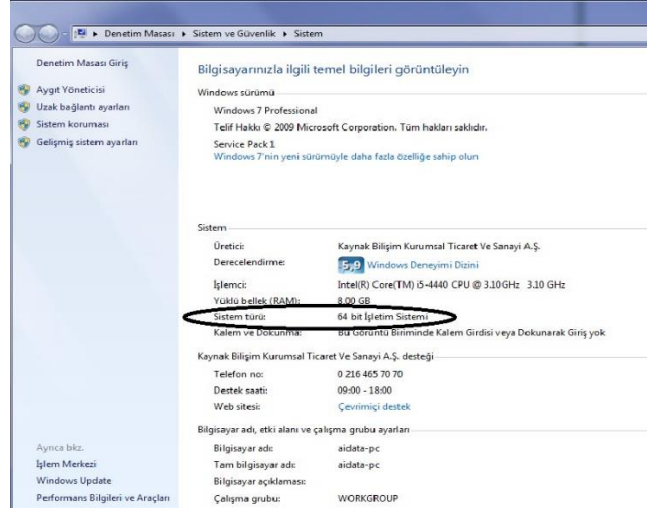 Denetim Masası ▸ Sistem ve Güvenlik ▸ Sistem
Denetim Masası Giriş
Aygıt Yöneticisi
Uzak bağlantı ayarları
Sistem koruması
Gelişmiş sistem ayarları
Bilgisayarınızla ilgili temel bilgileri görüntüleyin
Windows sürümü
Windows 7 Professional
Telif Hakkı © 2009 Microsoft Corporation. Tüm hakları saklıdır.
Service Pack 1
Windows 7'nin yeni sürümüyle daha fazla özelliğe sahip olun
Sistem
Üretici: Kaynak Bilişim Kurumsal Ticaret Ve Sanayi A.Ş.
Derecelendirme: 5,9 Windows Deneyimi Dizini
İşlemci: Intel(R) Core(TM) i5-4440 CPU @ 3.10GHz 3.10 GHz
Yüklü bellek (RAM): 8.00 GB
Sistem türü: 64 bit İşletim Sistemi
Kalem ve Dokunma: Bu Görüntü Biriminde Kalem Girdisi veya Dokunarak Giriş yok
Kaynak Bilişim Kurumsal Ticaret Ve Sanayi A.Ş. desteği
Telefon no: 0 216 465 70 70
Destek saati: 09:00 - 18:00
Web sitesi: Çevrimiçi destek
Bilgisayar adı, etki alanı ve çalışma grubu ayarları
Bilgisayar adı: aidata-pc
Tam bilgisayar adı: aidata-pc
Bilgisayar açıklaması:
Çalışma grubu: WORKGROUP
Ayrıca bkz.
İşlem Merkezi
Windows Update
Performans Bilgileri ve Araçları